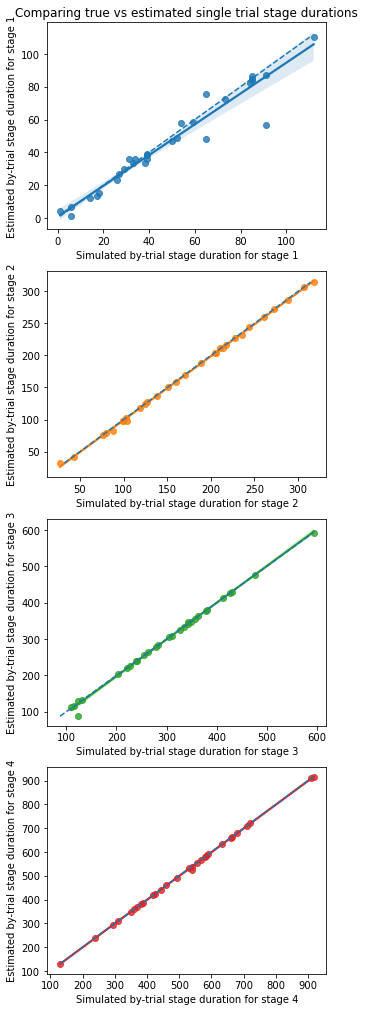 Comparing true vs estimated single trial stage durations
Estimated by-trial stage duration for stage 1
100
80
60
40
20
0
0 20 40 60 80 100
Simulated by-trial stage duration for stage 1
Estimated by-trial stage duration for stage 2
300
250
200
150
100
50
50 100 150 200 250 300
Simulated by-trial stage duration for stage 2
Estimated by-trial stage duration for stage 3
600
500
400
300
200
100
100 200 300 400 500 600
Simulated by-trial stage duration for stage 3
Estimated by-trial stage duration for stage 4
900
800
700
600
500
400
300
200
100
100 200 300 400 500 600 700 800 900
Simulated by-trial stage duration for stage 4